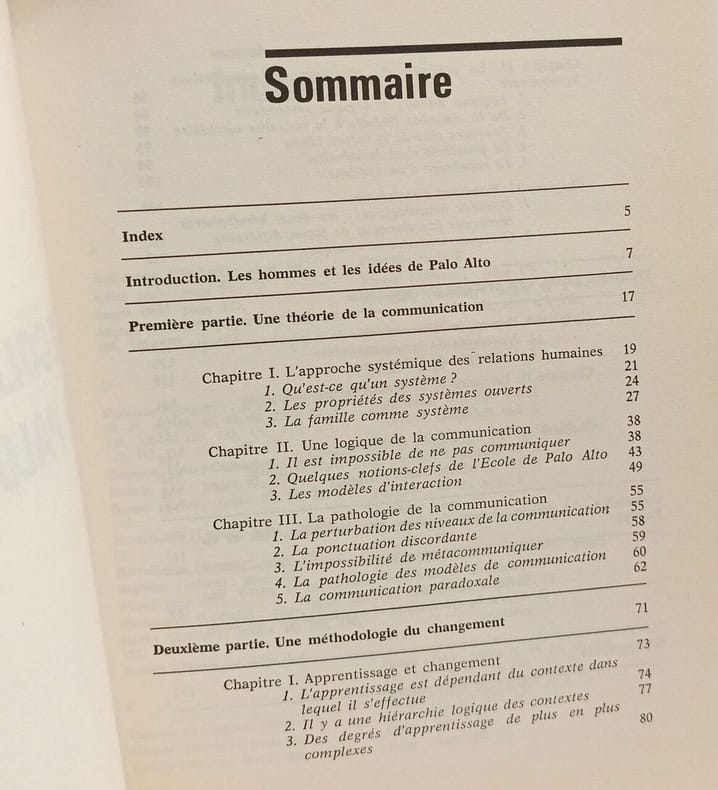 Sommaire
Index 5
Introduction. Les hommes et les idées de Palo Alto 7
Première partie. Une théorie de la communication 17
Chapitre I. L'approche systémique des relations humaines 19
1. Qu'est-ce qu'un système ? 21
2. Les propriétés des systèmes ouverts 24
3. La famille comme système 27
Chapitre II. Une logique de la communication 38
1. Il est impossible de ne pas communiquer 38
2. Quelques notions-clefs de l'Ecole de Palo Alto 43
3. Les modèles d'interaction 49
Chapitre III. La pathologie de la communication 55
1. La perturbation des niveaux de la communication 55
2. La ponctuation discordante 58
3. L'impossibilité de métacommuniquer 59
4. La pathologie des modèles de communication 60
5. La communication paradoxale 62
Deuxième partie. Une méthodologie du changement 71
Chapitre I. Apprentissage et changement 73
1. L'apprentissage est dépendant du contexte dans
lequel il s'effectue 74
2. Il y a une hiérarchie logique des contextes 77
3. Des degrés d'apprentissage de plus en plus
complexes 80